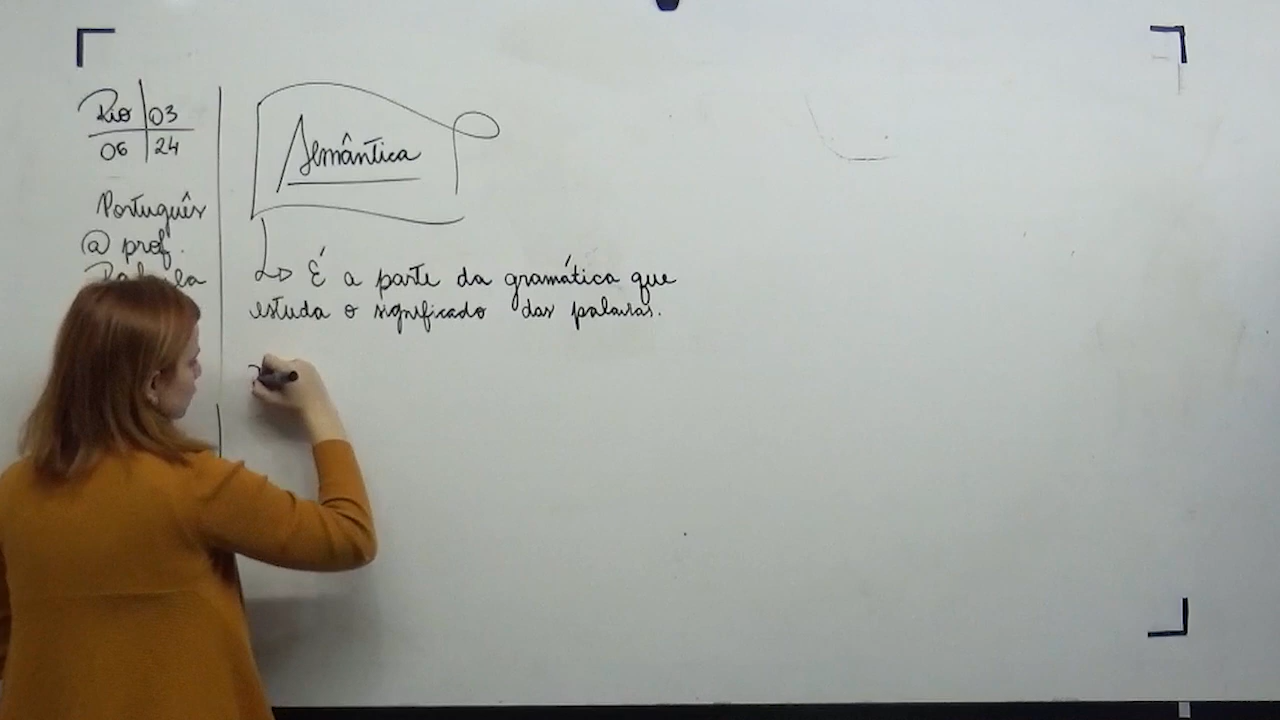 Rio 03
06 24
Português
@ prof.
Semântica
É a parte da gramática que
estuda o significado das palavras.